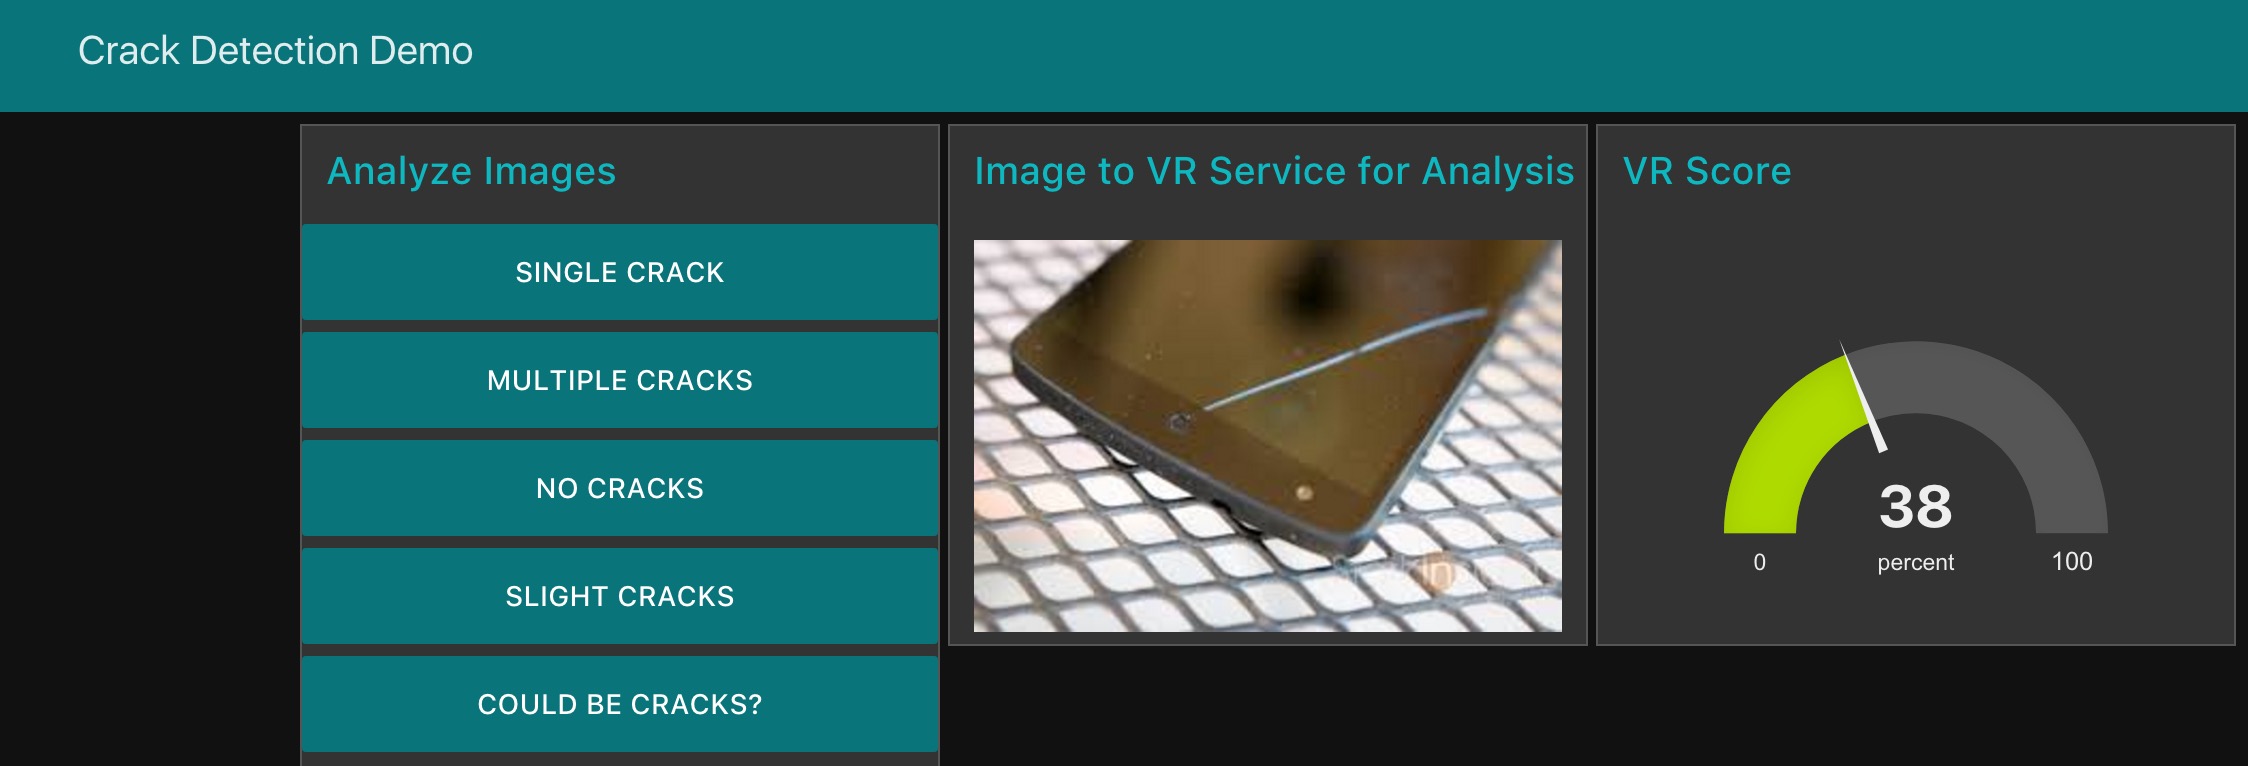 Crack Detection Demo
Analyze Images
SINGLE CRACK
MULTIPLE CRACKS
NO CRACKS
SLIGHT CRACKS
COULD BE CRACKS?
Image to VR Service for Analysis
VR Score
38
0
percent
100